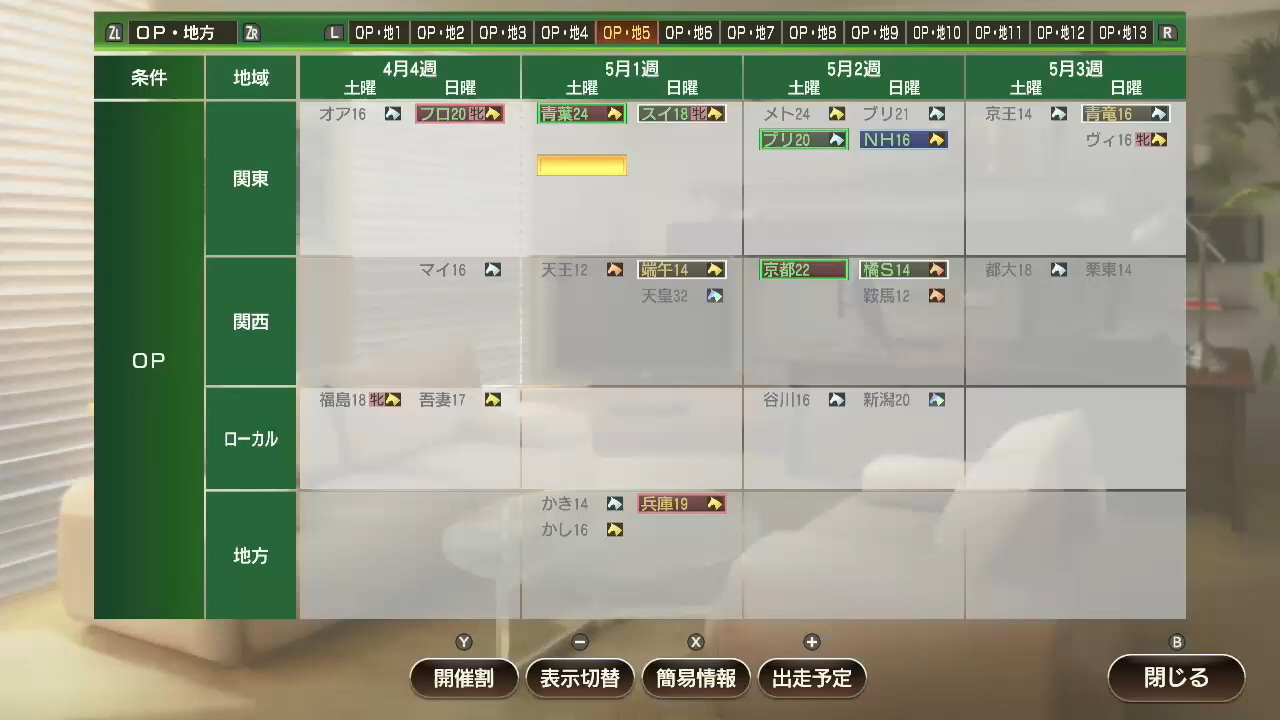 ZL OP・地方 ZR L OP・地1 OP・地2 OP・地3 OP・地4 OP・地5 OP・地6 OP・地7 OP・地8 OP・地9 OP・地10 OP・地11 OP・地12 OP・地13 R
条件 地域 4月4週 5月1週 5月2週 5月3週
土曜 日曜 土曜 日曜 土曜 日曜 土曜 日曜
オア16 フロ20牝 青葉24 スイ18牝 メト24 ブリ21 京王14 青竜16
プリ20 NH16 ヴィ16牝
関東
マイ16 天王12 端午14 京都22 橘S14 都大18 栗東14
天皇32 鞍馬12
関西
OP
福島18牝 吾妻17 谷川16 新潟20
ローカル
かき14 兵庫19
かし16
地方
Y − X + B
開催割 表示切替 簡易情報 出走予定 閉じる